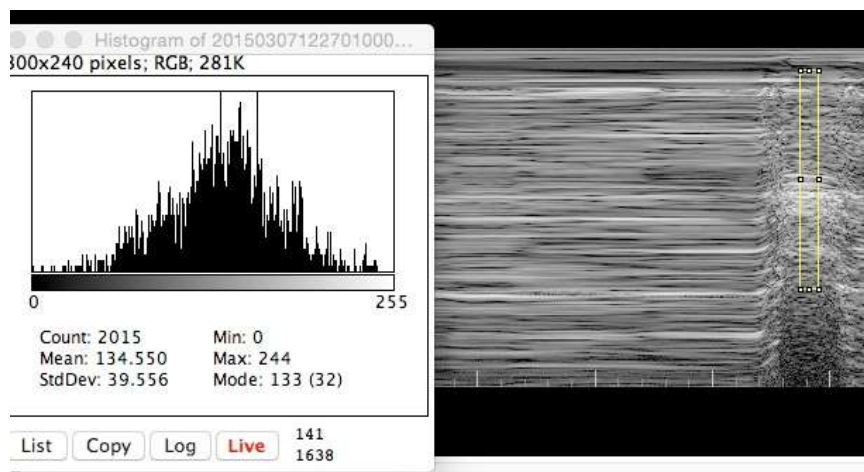 Histogram of 20150307122701000...
300x240 pixels; RGB; 281K
0 255
Count: 2015 Min: 0
Mean: 134.550 Max: 244
StdDev: 39.556 Mode: 133 (32)
List Copy Log Live 141
1638